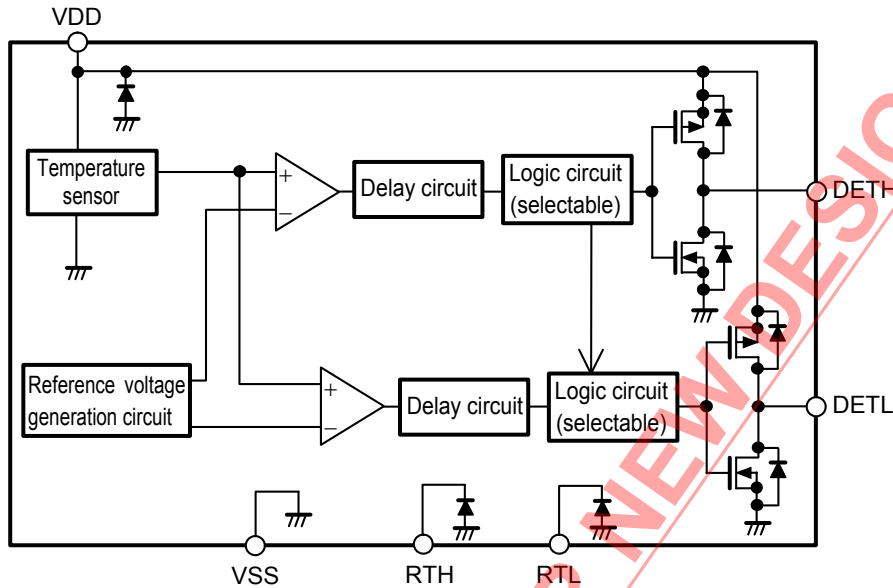 VDD
Temperature
sensor
+
−
Delay circuit
Logic circuit
(selectable)
DETH
Reference voltage
generation circuit
+
−
Delay circuit
Logic circuit
(selectable)
DETL
VSS
RTH
RTL
NEW DESIG